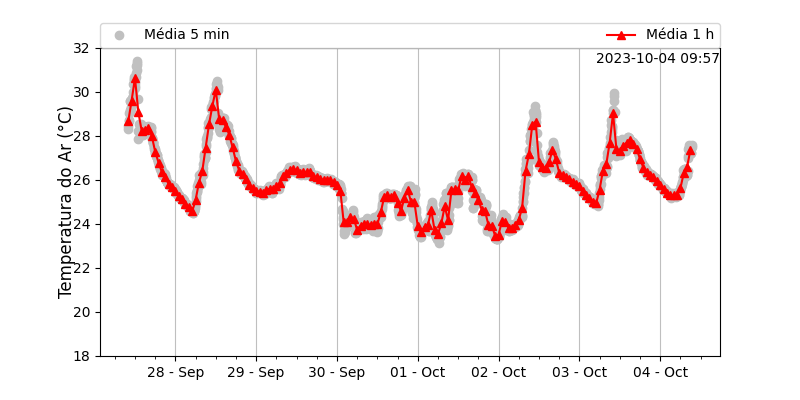 Média 5 min
Média 1 h
2023-10-04 09:57
Temperatura do Ar (°C)
32
30
28
26
24
22
20
18
28 - Sep
29 - Sep
30 - Sep
01 - Oct
02 - Oct
03 - Oct
04 - Oct